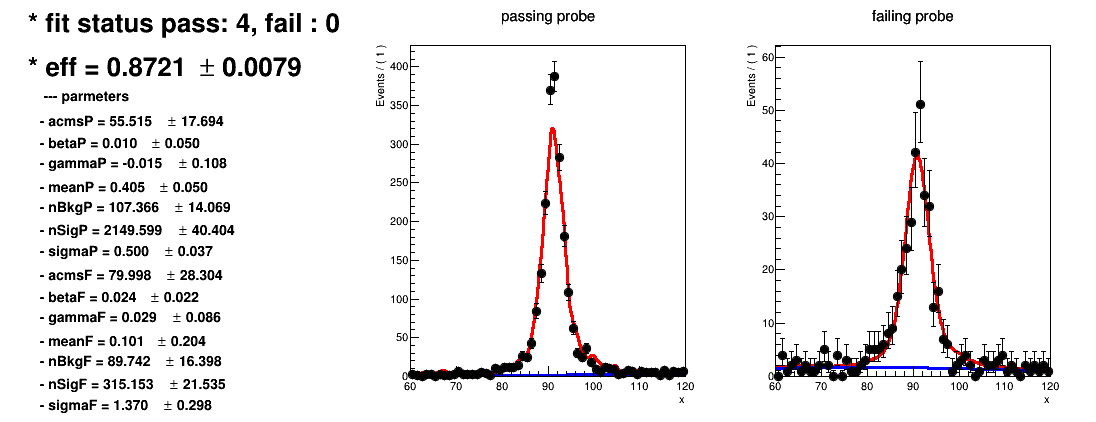 * fit status pass: 4, fail : 0
* eff = 0.8721 ± 0.0079
--- parmeters
- acmsP = 55.515 ± 17.694
- betaP = 0.010 ± 0.050
- gammaP = -0.015 ± 0.108
- meanP = 0.405 ± 0.050
- nBkgP = 107.366 ± 14.069
- nSigP = 2149.599 ± 40.404
- sigmaP = 0.500 ± 0.037
- acmsF = 79.998 ± 28.304
- betaF = 0.024 ± 0.022
- gammaF = 0.029 ± 0.086
- meanF = 0.101 ± 0.204
- nBkgF = 89.742 ± 16.398
- nSigF = 315.153 ± 21.535
- sigmaF = 1.370 ± 0.298
passing probe
Events / ( 1 )
400
350
300
250
200
150
100
50
0
60 70 80 90 100 110 120
x
failing probe
Events / ( 1 )
60
50
40
30
20
10
0
60 70 80 90 100 110 120
x